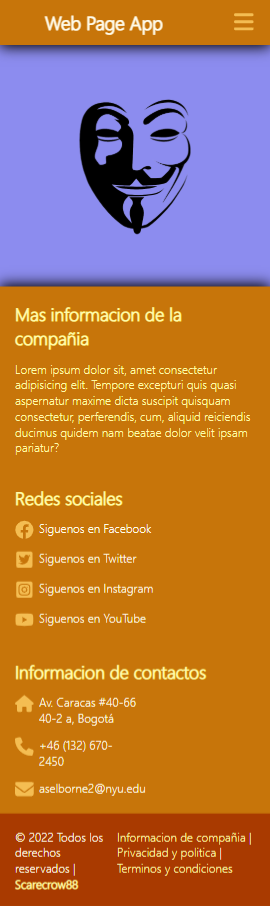 Web Page App
Mas informacion de la
compañia
Lorem ipsum dolor sit, amet consectetur
adipisicing elit. Tempore excepturi quis quasi
aspernatur maxime dicta suscipit quisquam
consectetur, perferendis, cum, aliquid reiciendis
ducimus quidem nam beatae dolor velit ipsam
pariatur?
Redes sociales
Siguenos en Facebook
Siguenos en Twitter
Siguenos en Instagram
Siguenos en YouTube
Informacion de contactos
Av. Caracas #40-66
40-2 a, Bogotá
+46 (132) 670-
2450
aselborne2@nyu.edu
© 2022 Todos los
derechos
reservados |
Scarecrow88
Informacion de compañia |
Privacidad y politica |
Terminos y condiciones